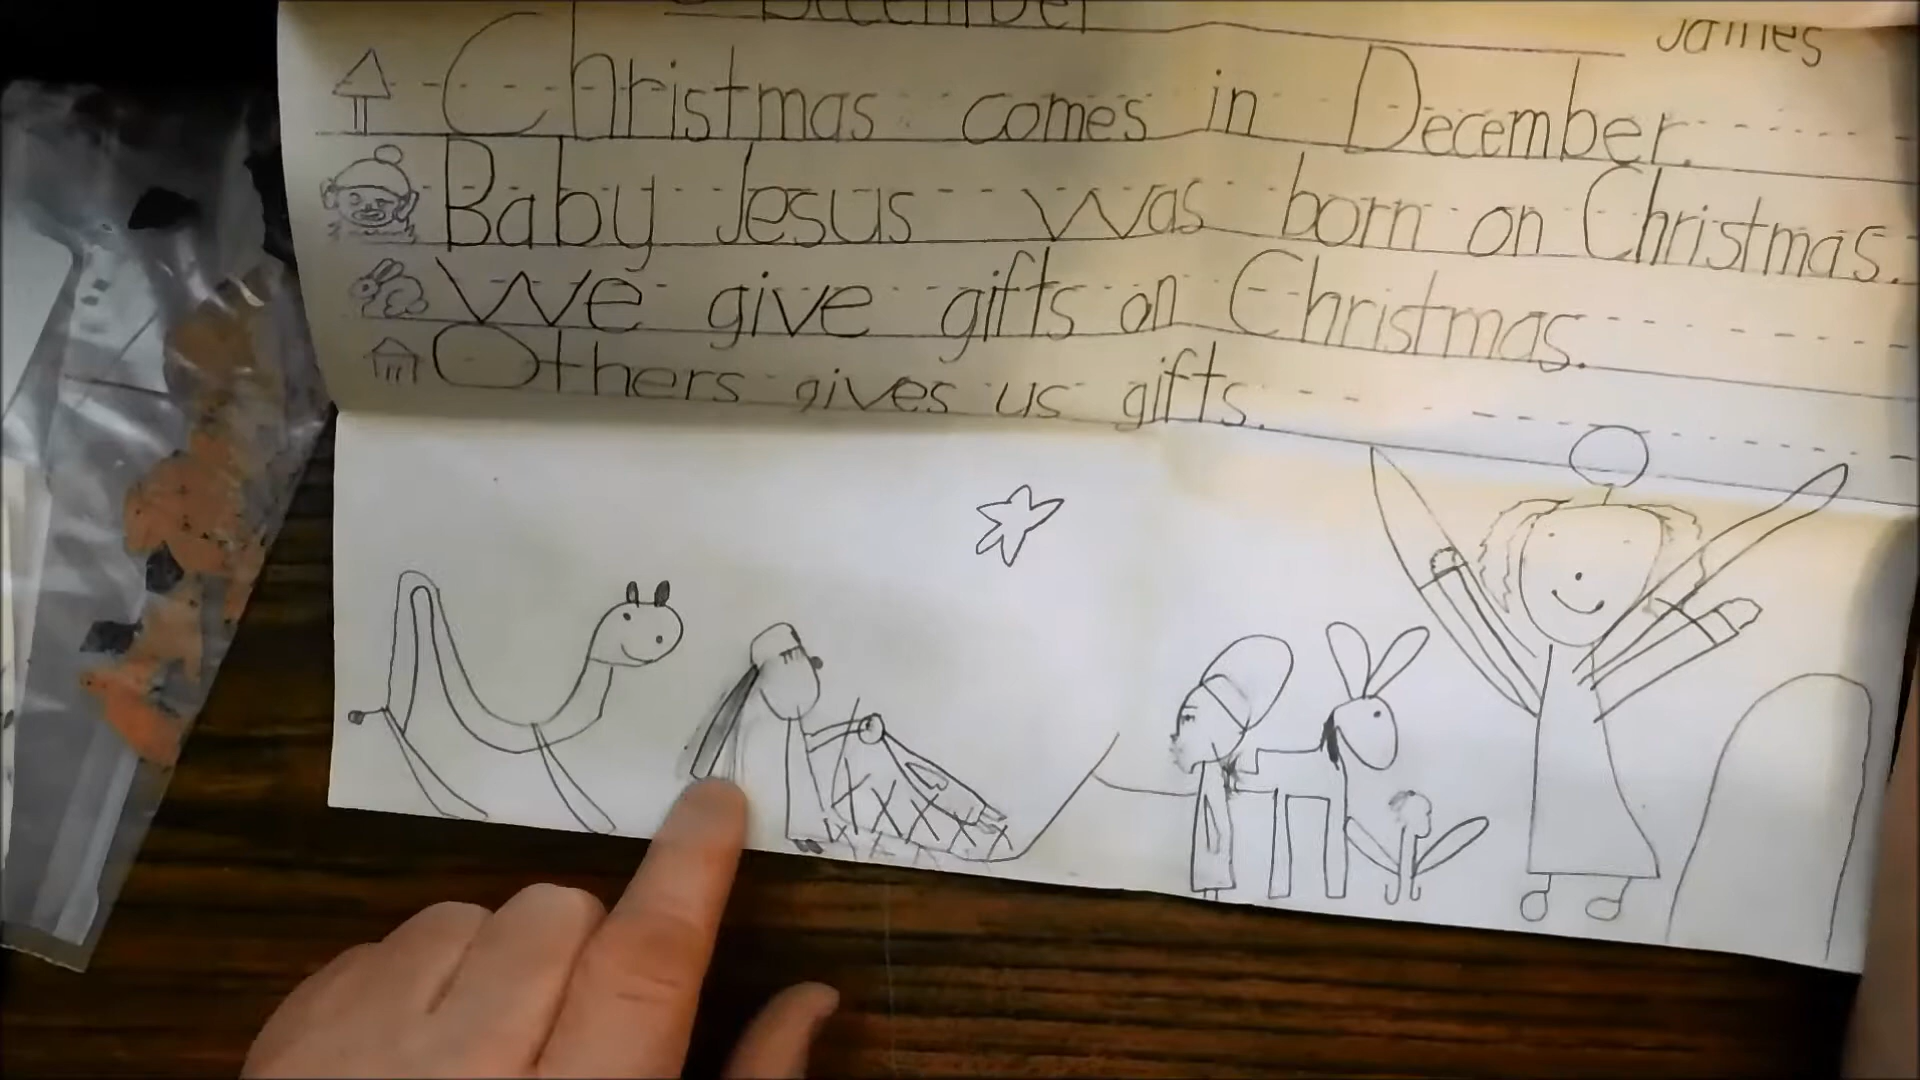 December James
Christmas comes in December.
Baby Jesus was born on Christmas.
We give gifts on Christmas.
Others gives us gifts.